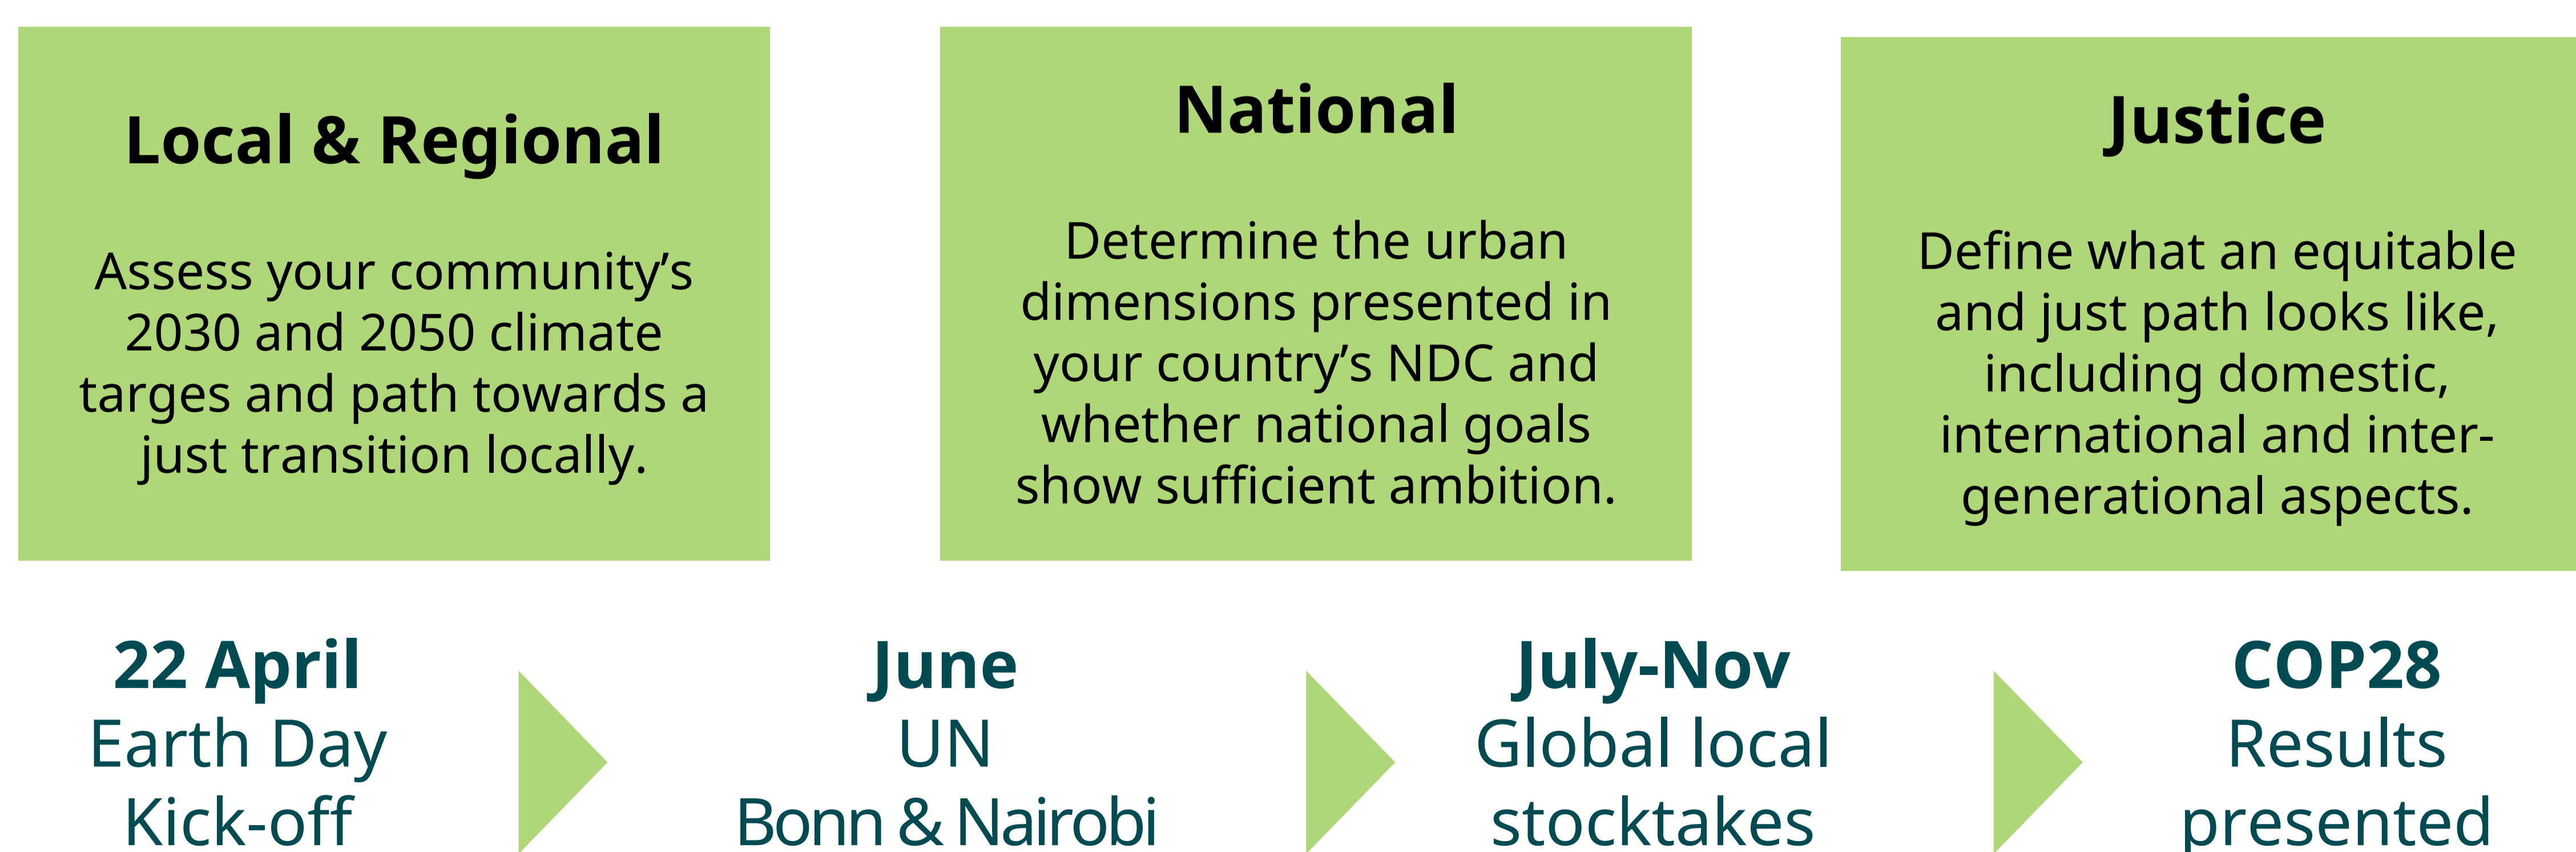 Local & Regional
Assess your community’s
2030 and 2050 climate
targes and path towards a
just transition locally.
National
Determine the urban
dimensions presented in
your country’s NDC and
whether national goals
show sufficient ambition.
Justice
Define what an equitable
and just path looks like,
including domestic,
international and inter-
generational aspects.
22 April
Earth Day
Kick-off
June
UN
Bonn & Nairobi
July-Nov
Global local
stocktakes
COP28
Results
presented